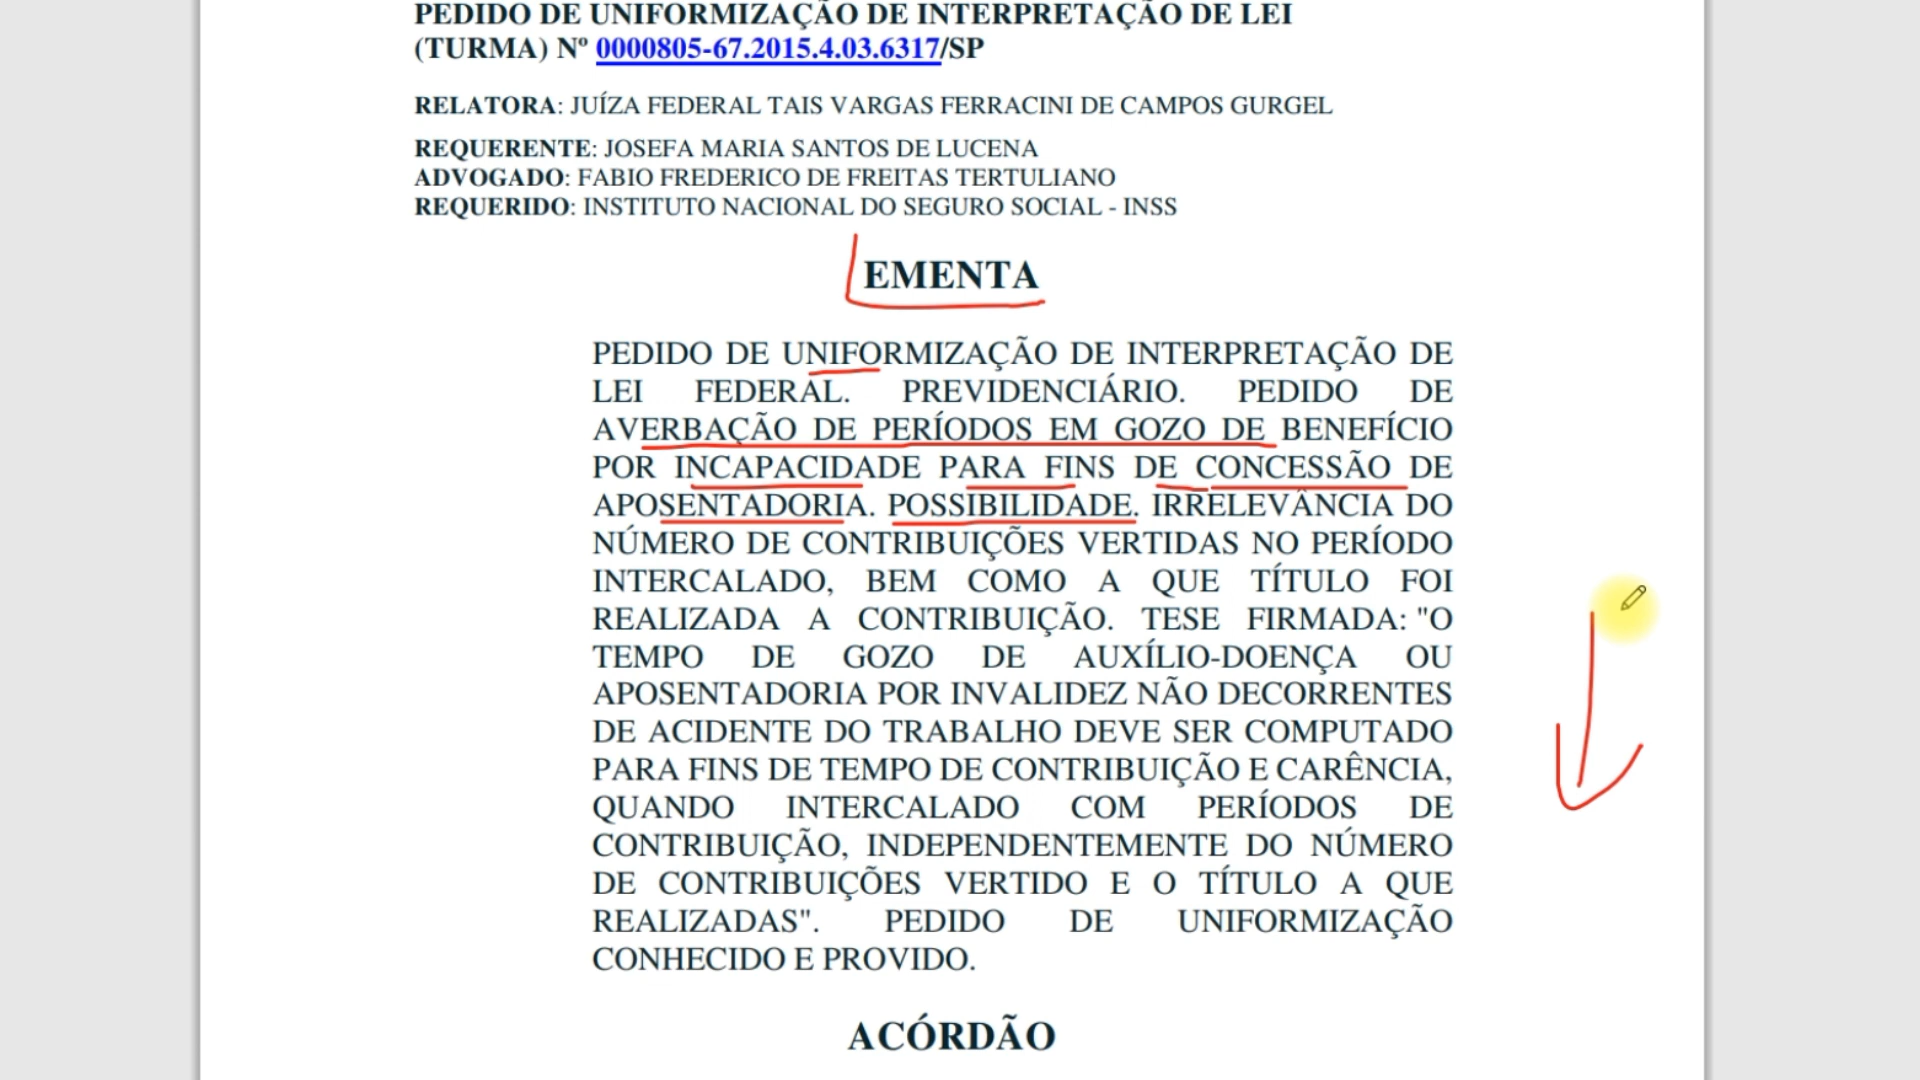 PEDIDO DE UNIFORMIZAÇÃO DE INTERPRETAÇÃO DE LEI
(TURMA) Nº 0000805-67.2015.4.03.6317/SP
RELATORA: JUÍZA FEDERAL TAIS VARGAS FERRACINI DE CAMPOS GURGEL
REQUERENTE: JOSEFA MARIA SANTOS DE LUCENA
ADVOGADO: FABIO FREDERICO DE FREITAS TERTULIANO
REQUERIDO: INSTITUTO NACIONAL DO SEGURO SOCIAL - INSS
EMENTA
PEDIDO DE UNIFORMIZAÇÃO DE INTERPRETAÇÃO DE
LEI FEDERAL. PREVIDENCIÁRIO. PEDIDO DE
AVERBAÇÃO DE PERÍODOS EM GOZO DE BENEFÍCIO
POR INCAPACIDADE PARA FINS DE CONCESSÃO DE
APOSENTADORIA. POSSIBILIDADE. IRRELEVÂNCIA DO
NÚMERO DE CONTRIBUIÇÕES VERTIDAS NO PERÍODO
INTERCALADO, BEM COMO A QUE TÍTULO FOI
REALIZADA A CONTRIBUIÇÃO. TESE FIRMADA: "O
TEMPO DE GOZO DE AUXÍLIO-DOENÇA OU
APOSENTADORIA POR INVALIDEZ NÃO DECORRENTES
DE ACIDENTE DO TRABALHO DEVE SER COMPUTADO
PARA FINS DE TEMPO DE CONTRIBUIÇÃO E CARÊNCIA,
QUANDO INTERCALADO COM PERÍODOS DE
CONTRIBUIÇÃO, INDEPENDENTEMENTE DO NÚMERO
DE CONTRIBUIÇÕES VERTIDO E O TÍTULO A QUE
REALIZADAS". PEDIDO DE UNIFORMIZAÇÃO
CONHECIDO E PROVIDO.
ACÓRDÃO